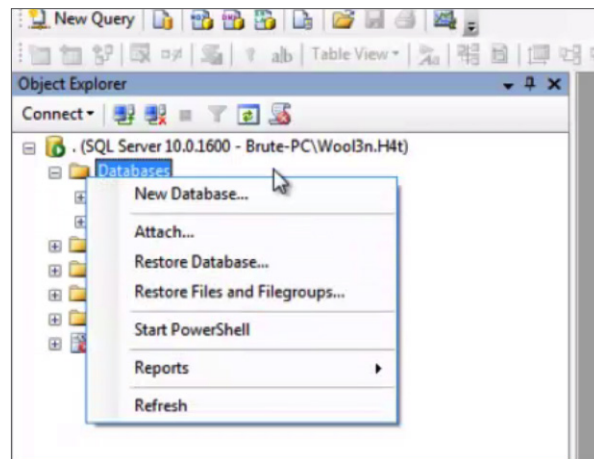 New Query
alb Table View
Object Explorer
Connect
. (SQL Server 10.0.1600 - Brute-PC\Wool3n.H4t)
Databases
New Database...
Attach...
Restore Database...
Restore Files and Filegroups...
Start PowerShell
Reports
Refresh